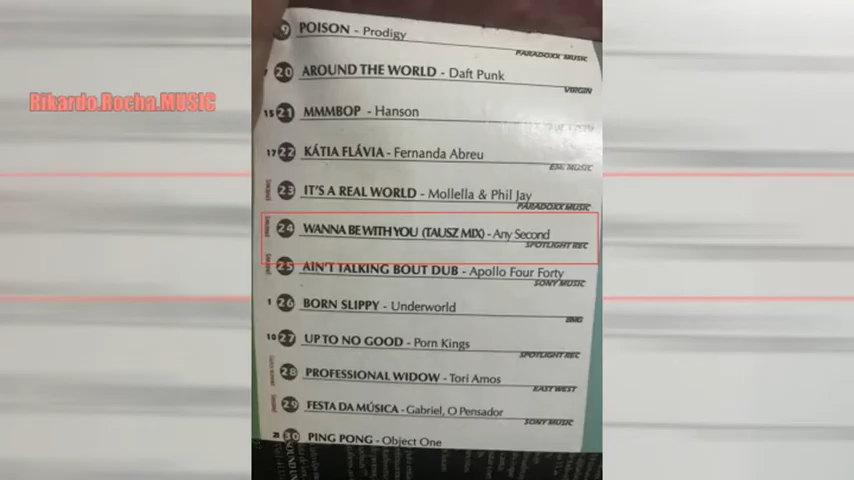 9 POISON - Prodigy
PARADOXX MUSIC
20 AROUND THE WORLD - Daft Punk
VIRGIN
Rikardo.Rocha.MUSIC
15 21 MMMBOP - Hanson
17 22 KÁTIA FLÁVIA - Fernanda Abreu
EMI MUSIC
23 IT'S A REAL WORLD - Mollella & Phil Jay
PARADOXX MUSIC
24 WANNA BE WITH YOU (TAUSZ MIX) - Any Second
SPOTLIGHT REC
25 AIN'T TALKING BOUT DUB - Apollo Four Forty
SONY MUSIC
1 26 BORN SLIPPY - Underworld
BMG
10 27 UP TO NO GOOD - Porn Kings
SPOTLIGHT REC
28 PROFESSIONAL WIDOW - Tori Amos
EAST WEST
29 FESTA DA MÚSICA - Gabriel, O Pensador
SONY MUSIC
30 PING PONG - Object One